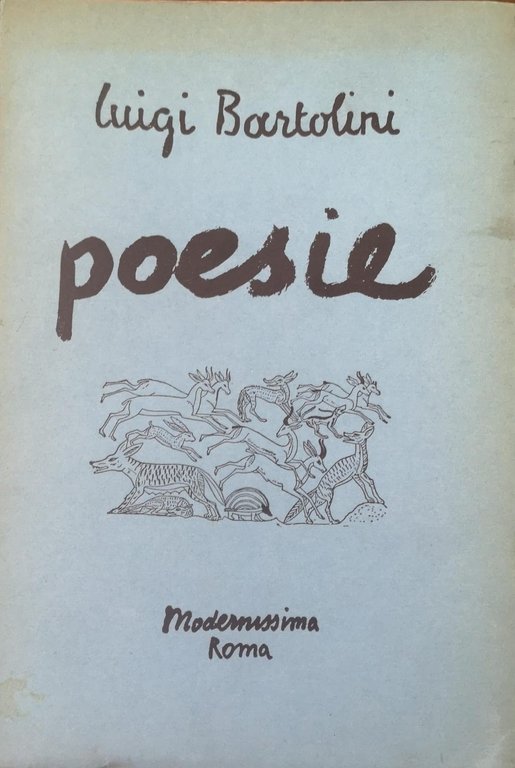 Luigi Bartolini
poesie
Modernissima
Roma